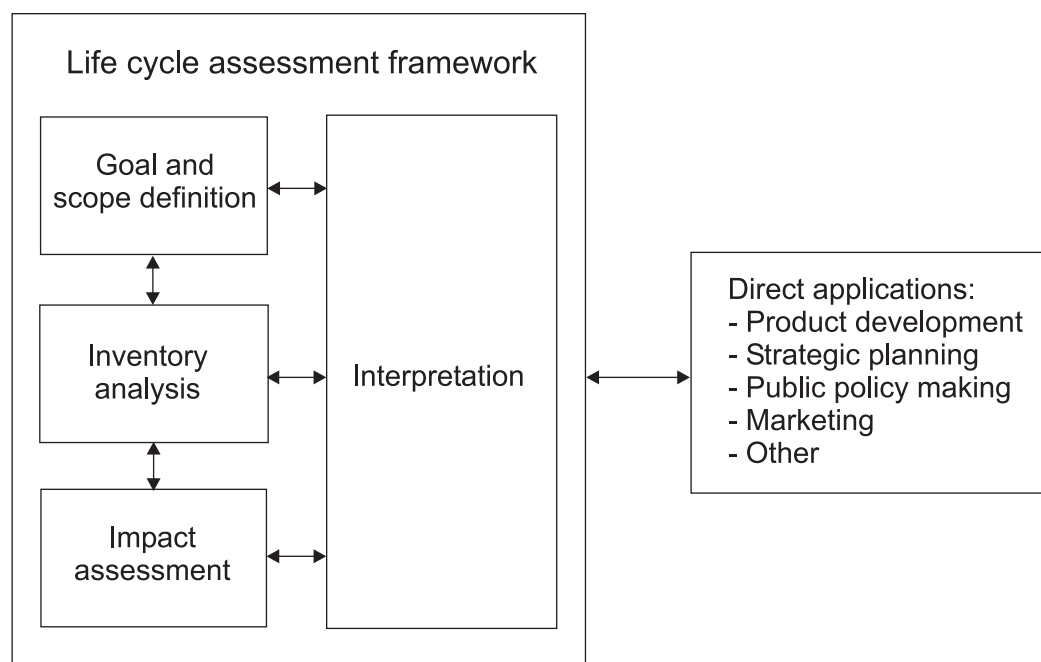 Life cycle assessment framework
Goal and
scope definition
Inventory
analysis
Impact
assessment
Interpretation
Direct applications:
- Product development
- Strategic planning
- Public policy making
- Marketing
- Other